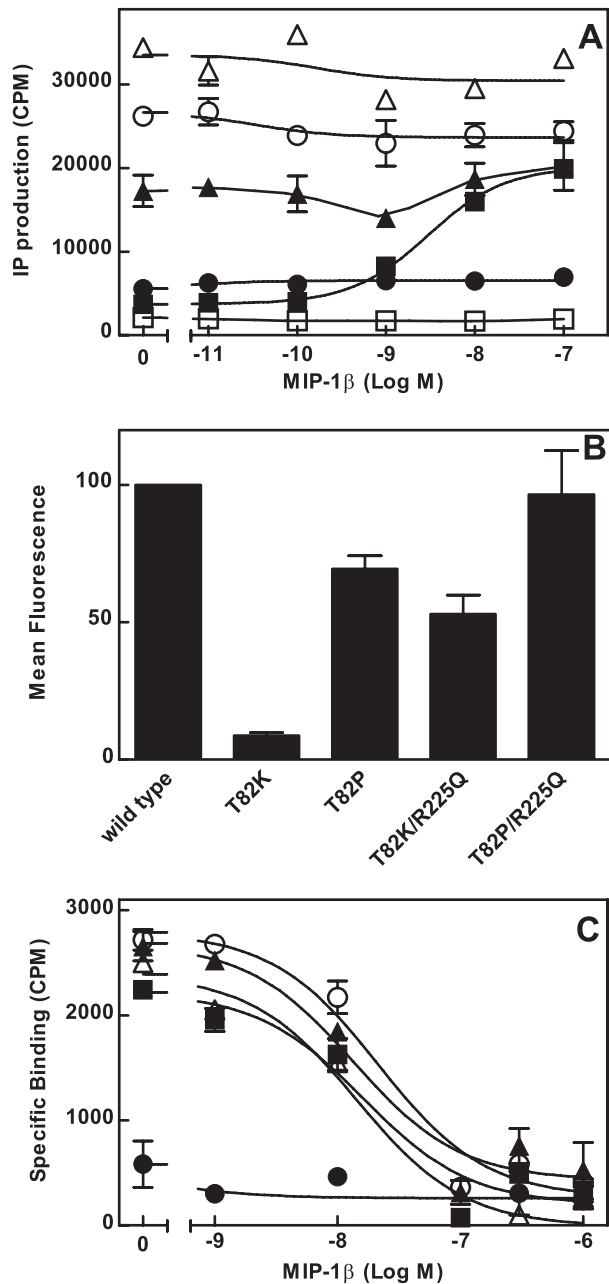 A
IP production (CPM)
30000
20000
10000
0
0 -11 -10 -9 -8 -7
MIP-1β (Log M)
B
Mean Fluorescence
100
50
0
wild type T82K T82P T82K/R225Q T82P/R225Q
C
Specific Binding (CPM)
3000
2000
1000
0
0 -9 -8 -7 -6
MIP-1β (Log M)